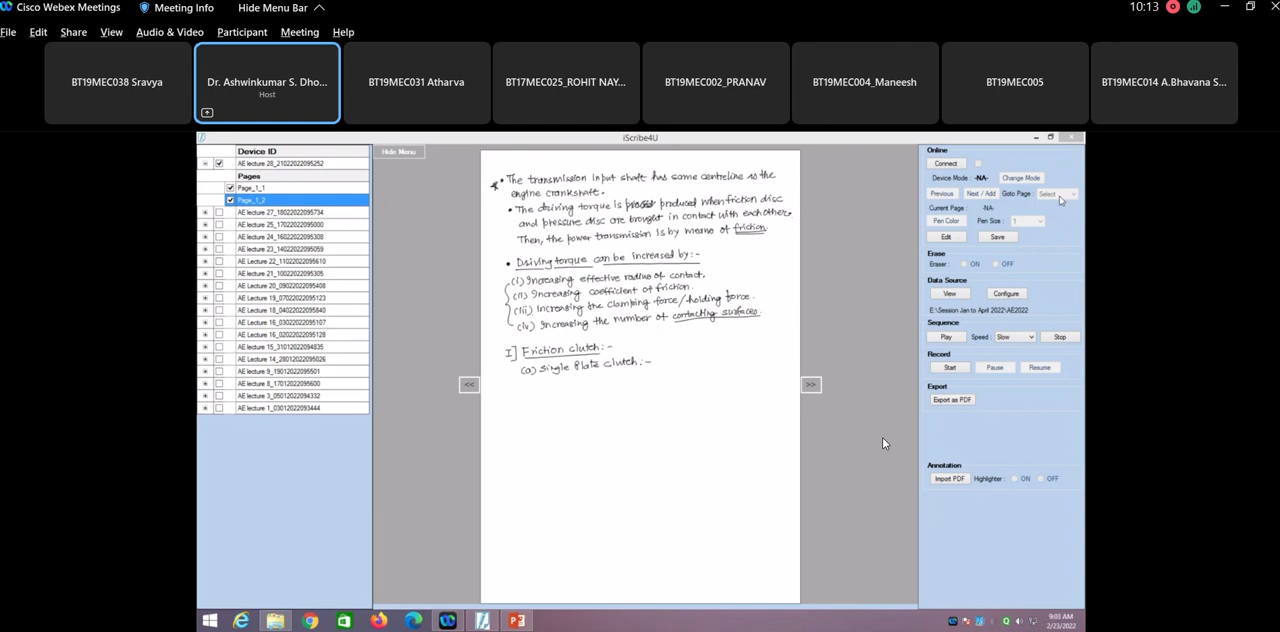 Cisco Webex Meetings
Meeting Info
Hide Menu Bar
10:13
File Edit Share View Audio & Video Participant Meeting Help
BT19MEC038 Sravya
Dr. Ashwinkumar S. Dho...
Host
BT19MEC031 Atharva
BT17MEC025_ROHIT NAY...
BT19MEC002_PRANAV
BT19MEC004_Maneesh
BT19MEC005
BT19MEC014 A.Bhavana S...
iScribe4U
Device ID
AE lecture 28_21022022095252
Pages
Page_1_1
Page_1_2
AE lecture 27_18022022095734
AE lecture 25_17022022095000
AE lecture 24_16022022095308
AE lecture 23_14022022095059
AE Lecture 22_11022022095610
AE lecture 21_10022022095305
AE Lecture 20_09022022095408
AE Lecture 19_07022022095123
AE Lecture 18_04022022095840
AE lecture 16_03022022095107
AE Lecture 16_02022022095128
AE lecture 15_31012022094835
AE Lecture 14_28012022095026
AE lecture 9_19012022095501
AE lecture 8_17012022095600
AE lecture 3_05012022094332
AE lecture 1_03012022093444
Hide Menu
• The transmission input shaft has same centreline as the
engine crankshaft.
• The driving torque is produced when friction disc
and pressure disc are brought in contact with each other.
Then, the power transmission is by means of friction.
• Driving torque can be increased by:-
(i) Increasing effective radius of contact.
(ii) Increasing coefficient of friction.
(iii) Increasing the clamping force/holding force.
(iv) Increasing the number of contacting surfaces.
I] Friction clutch:-
(a) Single Plate clutch:-
<<
>>
Online
Connect
Device Mode: -NA- Change Mode
Previous Next / Add Goto Page: Select
Current Page : -NA-
Pen Color Pen Size : 1
Edit Save
Erase
Eraser : ON OFF
Data Source
View Configure
E:\Session Jan to April 2022\AE2022
Sequence
Play Speed : Slow Stop
Record
Start Pause Resume
Export
Export as PDF
Annotation
Import PDF Highlighter : ON OFF
9:03 AM
2/23/2022